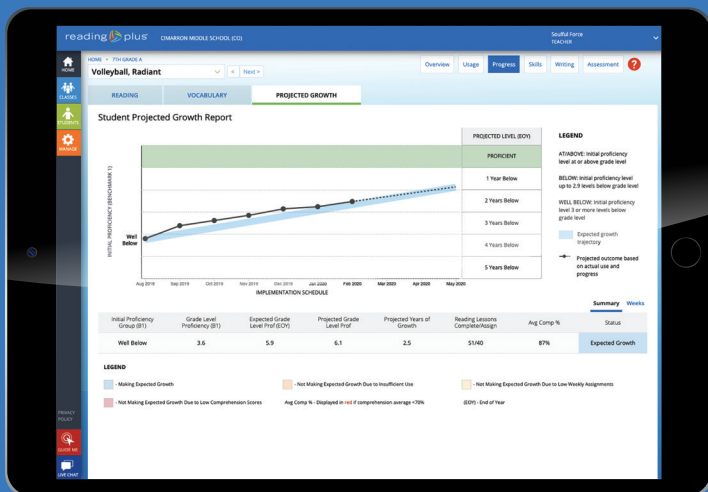 reading plus
CIMARRON MIDDLE SCHOOL (CO)
Soulful Force
TEACHER
HOME
CLASSES
STUDENTS
MANAGE
PRIVACY
POLICY
GUIDE ME
LIVE CHAT
HOME • 7TH GRADE A
Volleyball, Radiant
< Next >
Overview Usage Progress Skills Writing Assessment ?
READING VOCABULARY PROJECTED GROWTH
Student Projected Growth Report
INITIAL PROFICIENCY (BENCHMARK 1)
Well
Below
Aug 2019 Sep 2019 Oct 2019 Nov 2019 Dec 2019 Jan 2020 Feb 2020 Mar 2020 Apr 2020 May 2020
IMPLEMENTATION SCHEDULE
PROJECTED LEVEL (EOY)
PROFICIENT
1 Year Below
2 Years Below
3 Years Below
4 Years Below
5 Years Below
LEGEND
AT/ABOVE: Initial proficiency
level at or above grade level
BELOW: Initial proficiency level
up to 2.9 levels below grade level
WELL BELOW: Initial proficiency
level 3 or more levels below
grade level
Expected growth
trajectory
Projected outcome based
on actual use and
progress
Summary Weeks
Initial Proficiency
Group (B1)
Grade Level
Proficiency (B1)
Expected Grade
Level Prof (EOY)
Projected Grade
Level Prof
Projected Years of
Growth
Reading Lessons
Complete/Assign
Avg Comp %
Status
Well Below 3.6 5.9 6.1 2.5 51/40 87% Expected Growth
LEGEND
- Making Expected Growth
- Not Making Expected Growth Due to Insufficient Use
- Not Making Expected Growth Due to Low Weekly Assignments
- Not Making Expected Growth Due to Low Comprehension Scores
Avg Comp % - Displayed in red if comprehension average <70%
(EOY) - End of Year